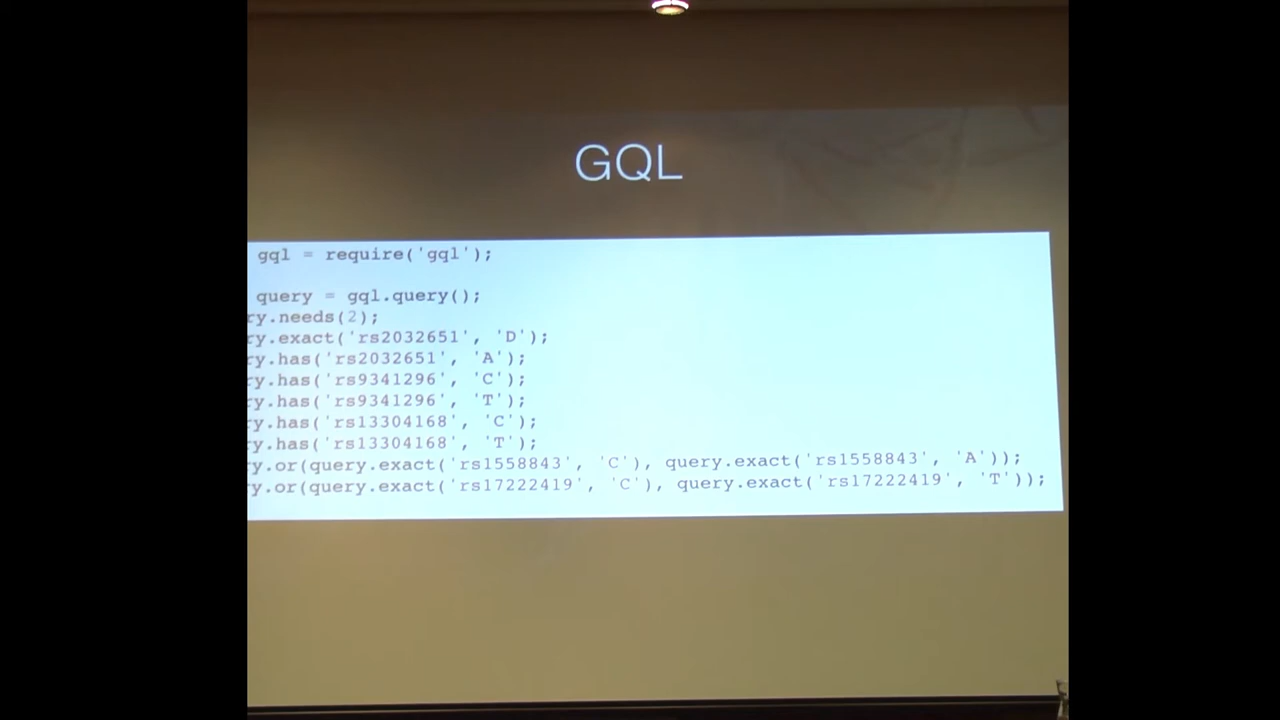 GQL
gql = require('gql');
query = gql.query();
ry.needs(2);
ry.exact('rs2032651', 'D');
ry.has('rs2032651', 'A');
ry.has('rs9341296', 'C');
ry.has('rs9341296', 'T');
ry.has('rs13304168', 'C');
ry.has('rs13304168', 'T');
ry.or(query.exact('rs1558843', 'C'), query.exact('rs1558843', 'A'));
ry.or(query.exact('rs17222419', 'C'), query.exact('rs17222419', 'T'));